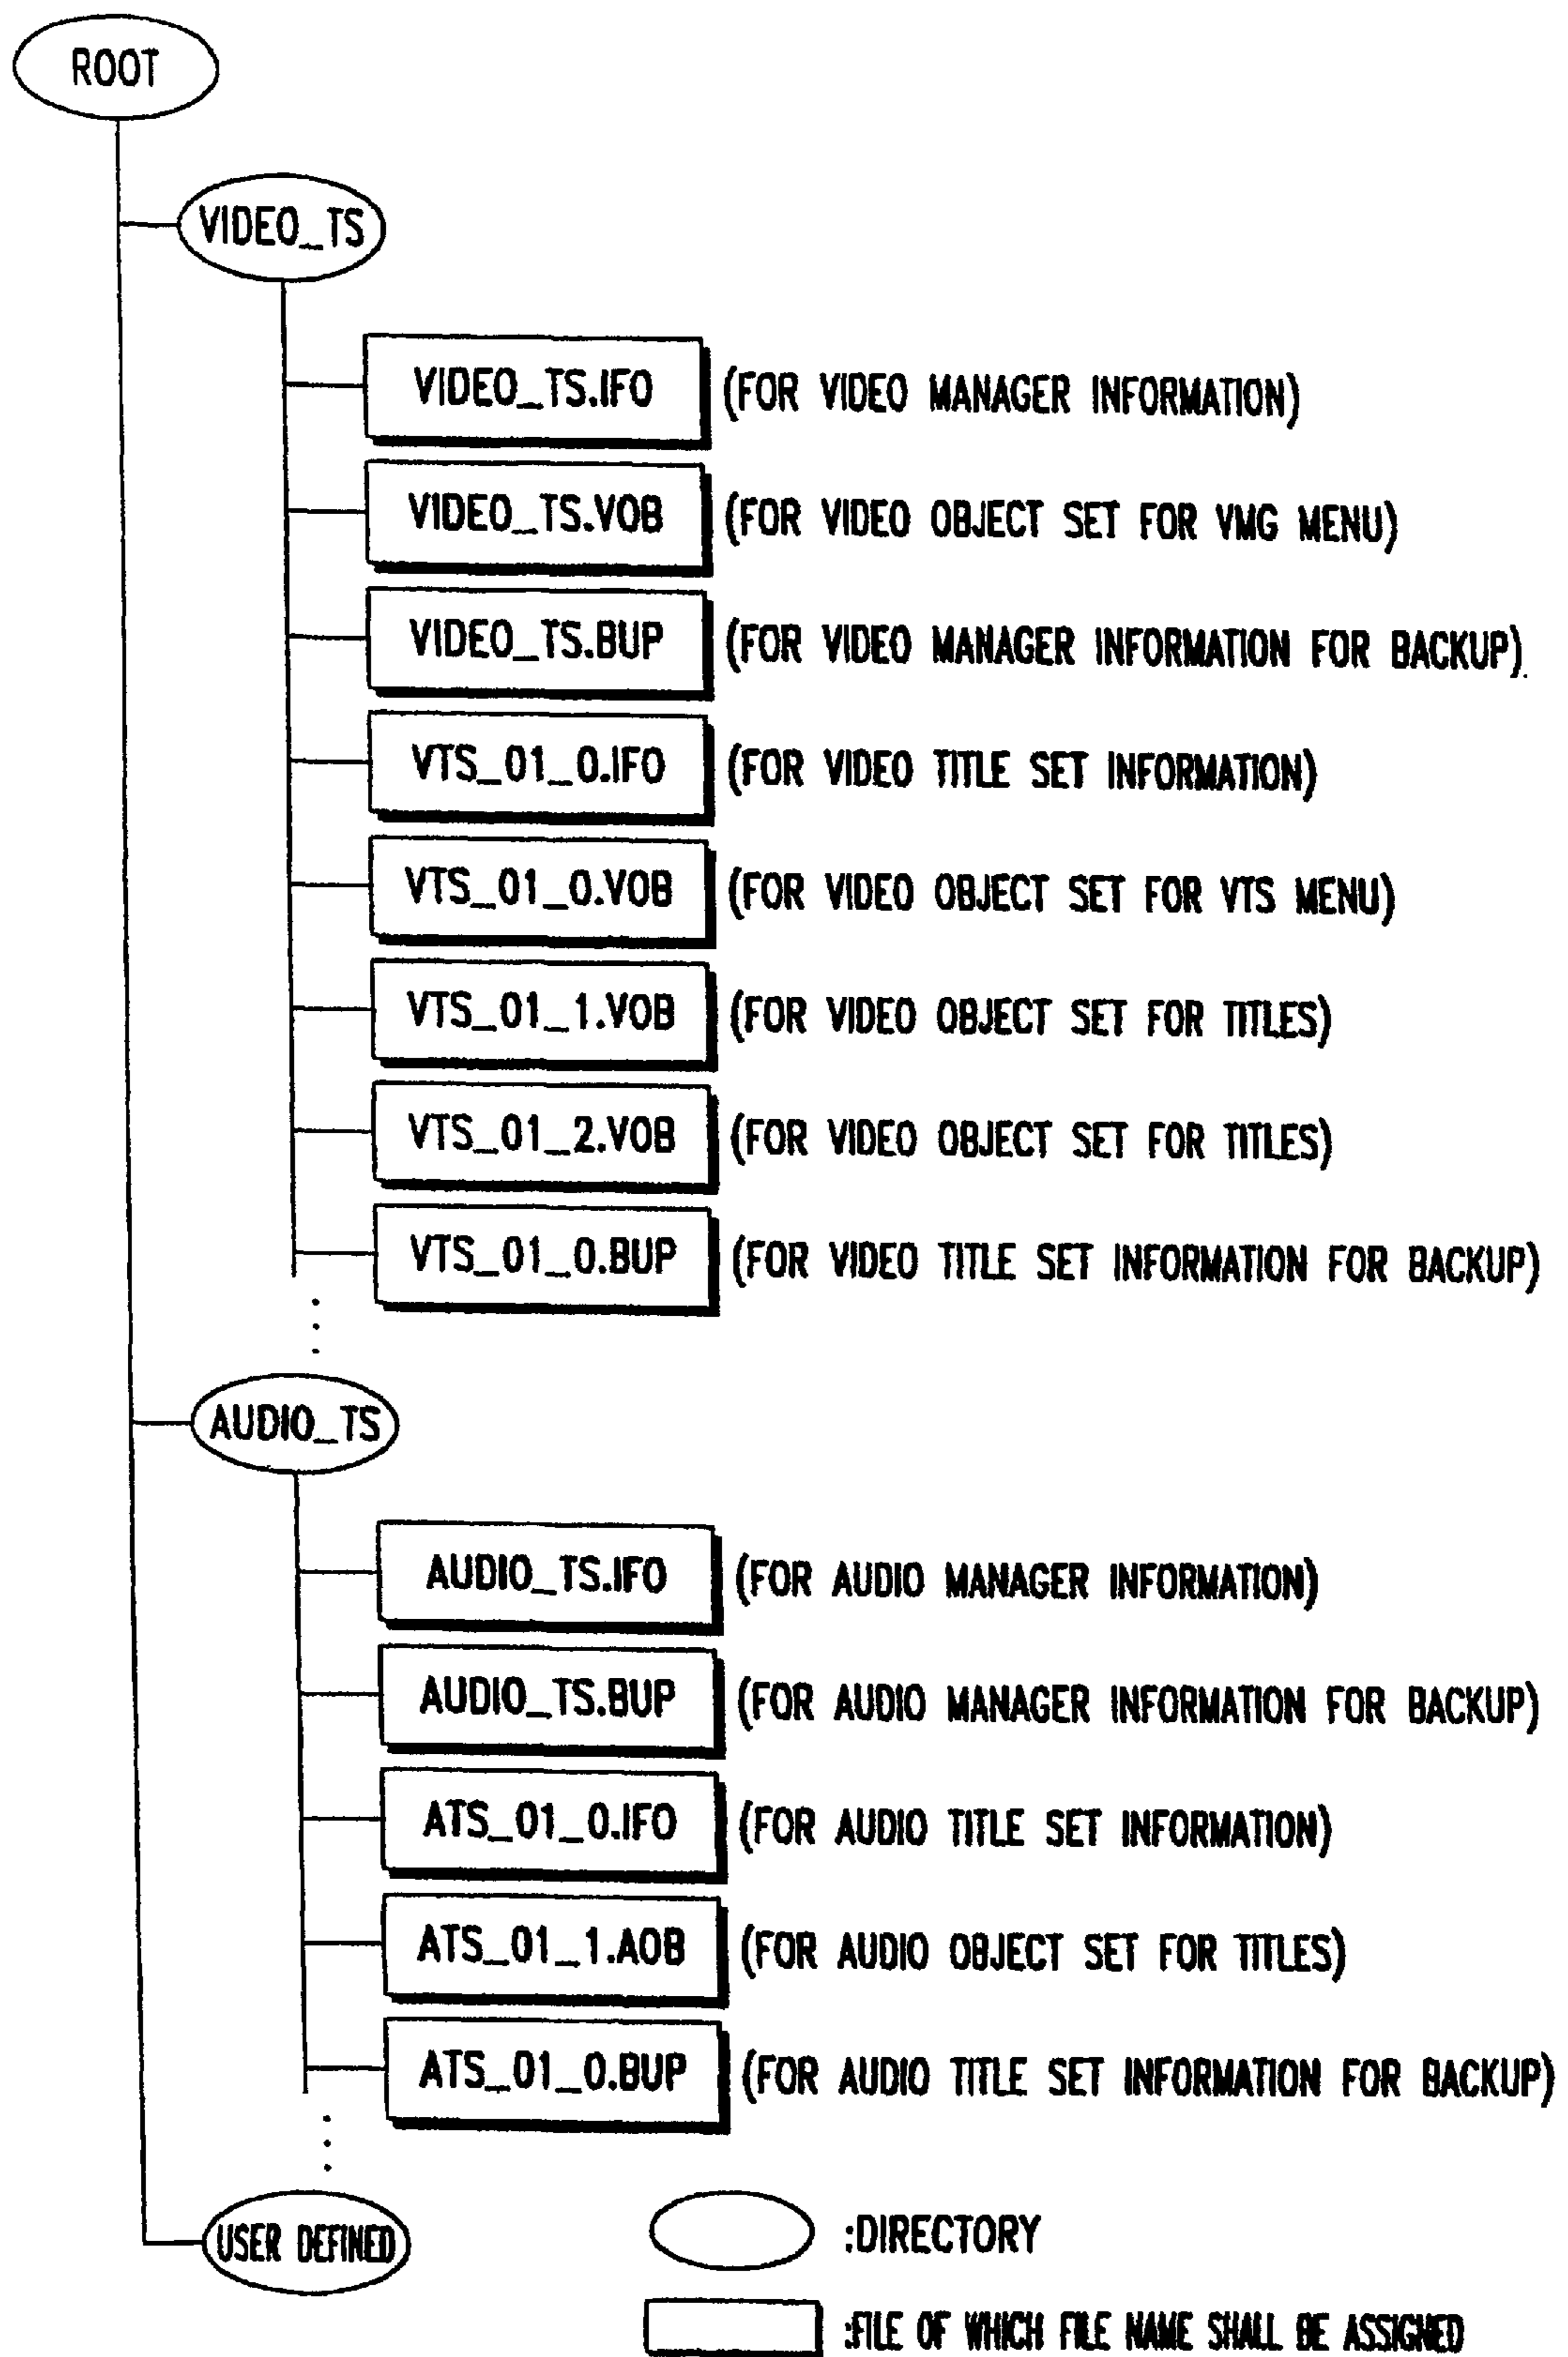 ROOT
VIDEO_TS
VIDEO_TS.IFO (FOR VIDEO MANAGER INFORMATION)
VIDEO_TS.VOB (FOR VIDEO OBJECT SET FOR VMG MENU)
VIDEO_TS.BUP (FOR VIDEO MANAGER INFORMATION FOR BACKUP)
VTS_01_0.IFO (FOR VIDEO TITLE SET INFORMATION)
VTS_01_0.VOB (FOR VIDEO OBJECT SET FOR VTS MENU)
VTS_01_1.VOB (FOR VIDEO OBJECT SET FOR TITLES)
VTS_01_2.VOB (FOR VIDEO OBJECT SET FOR TITLES)
VTS_01_0.BUP (FOR VIDEO TITLE SET INFORMATION FOR BACKUP)
AUDIO_TS
AUDIO_TS.IFO (FOR AUDIO MANAGER INFORMATION)
AUDIO_TS.BUP (FOR AUDIO MANAGER INFORMATION FOR BACKUP)
ATS_01_0.IFO (FOR AUDIO TITLE SET INFORMATION)
ATS_01_1.AOB (FOR AUDIO OBJECT SET FOR TITLES)
ATS_01_0.BUP (FOR AUDIO TITLE SET INFORMATION FOR BACKUP)
USER DEFINED
:DIRECTORY
:FILE OF WHICH FILE NAME SHALL BE ASSIGNED